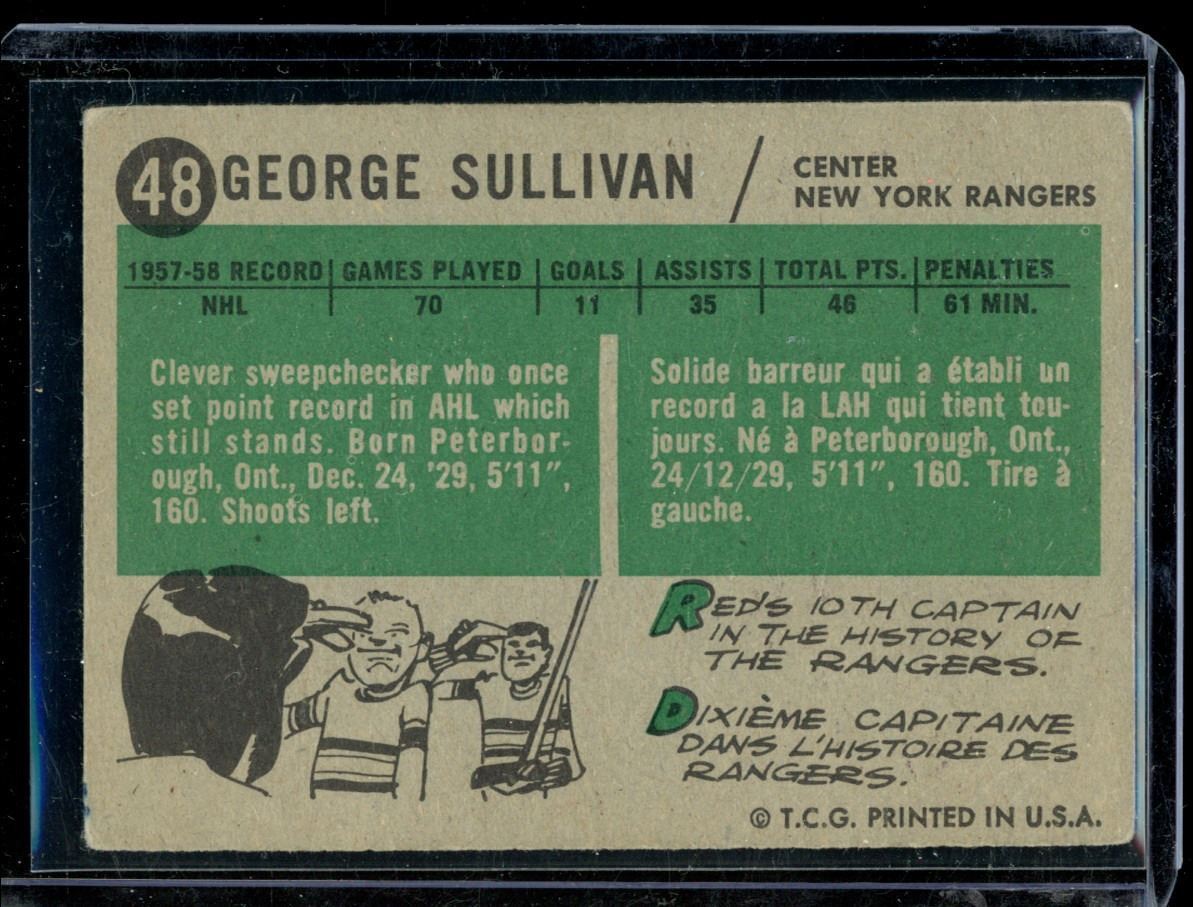 48 GEORGE SULLIVAN / CENTER
NEW YORK RANGERS
1957-58 RECORD | GAMES PLAYED | GOALS | ASSISTS | TOTAL PTS. | PENALTIES
NHL | 70 | 11 | 35 | 46 | 61 MIN.
Clever sweepchecker who once
set point record in AHL which
still stands. Born Peterbor-
ough, Ont., Dec. 24, '29, 5'11",
160. Shoots left.
Solide barreur qui a établi un
record a la LAH qui tient tou-
jours. Né à Peterborough, Ont.,
24/12/29, 5'11", 160. Tire à
gauche.
RED'S 10TH CAPTAIN
IN THE HISTORY OF
THE RANGERS.
DIXIÈME CAPITAINE
DANS L'HISTOIRE DES
RANGERS.
© T.C.G. PRINTED IN U.S.A.